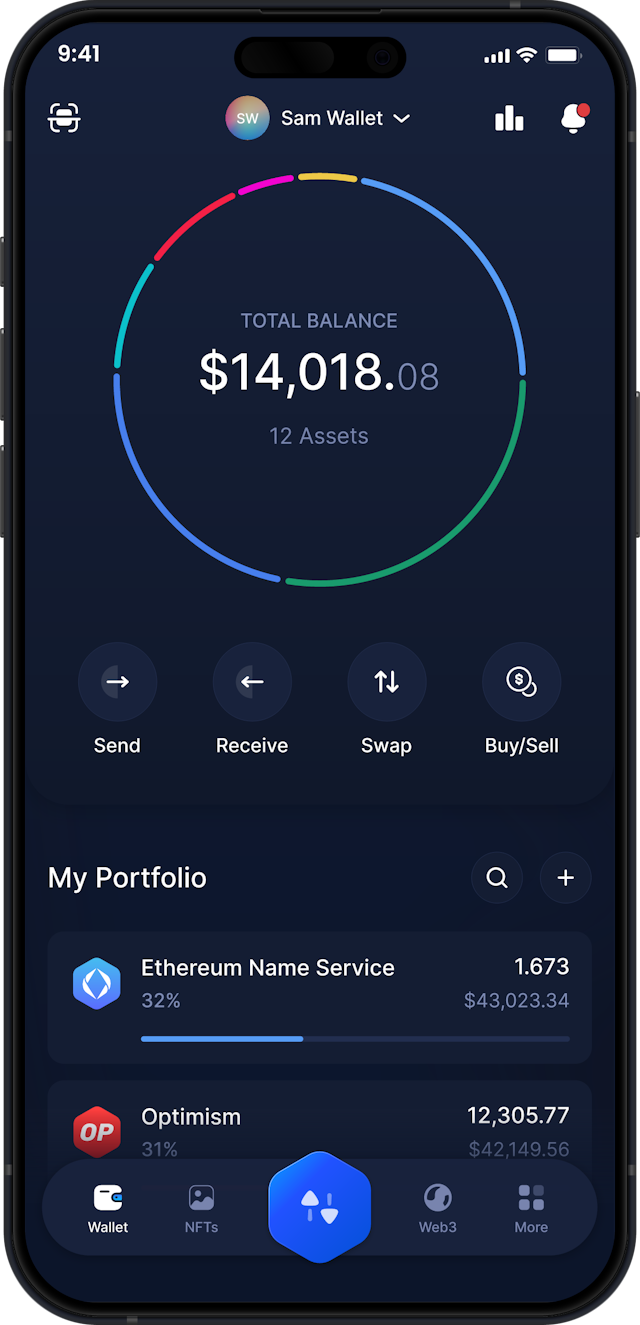 9:41
SW Sam Wallet
TOTAL BALANCE
$14,018.08
12 Assets
Send Receive Swap Buy/Sell
My Portfolio
Ethereum Name Service 1.673
32% $43,023.34
OP Optimism 12,305.77
31% $42,149.56
Wallet NFTs Web3 More